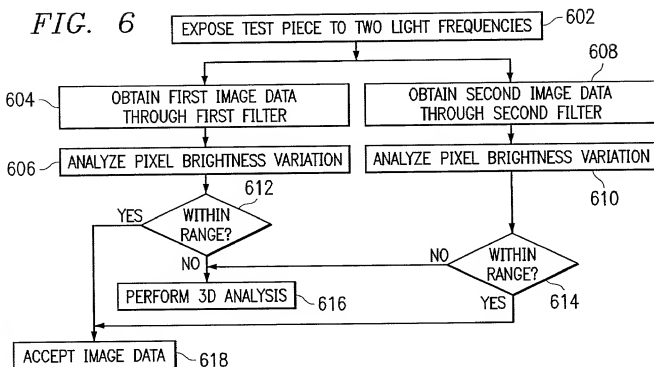 FIG. 6
EXPOSE TEST PIECE TO TWO LIGHT FREQUENCIES
602
608
604
OBTAIN FIRST IMAGE DATA
THROUGH FIRST FILTER
OBTAIN SECOND IMAGE DATA
THROUGH SECOND FILTER
606
ANALYZE PIXEL BRIGHTNESS VARIATION
ANALYZE PIXEL BRIGHTNESS VARIATION
610
612
YES
WITHIN
RANGE?
NO
NO
WITHIN
RANGE?
614
YES
PERFORM 3D ANALYSIS
616
ACCEPT IMAGE DATA
618